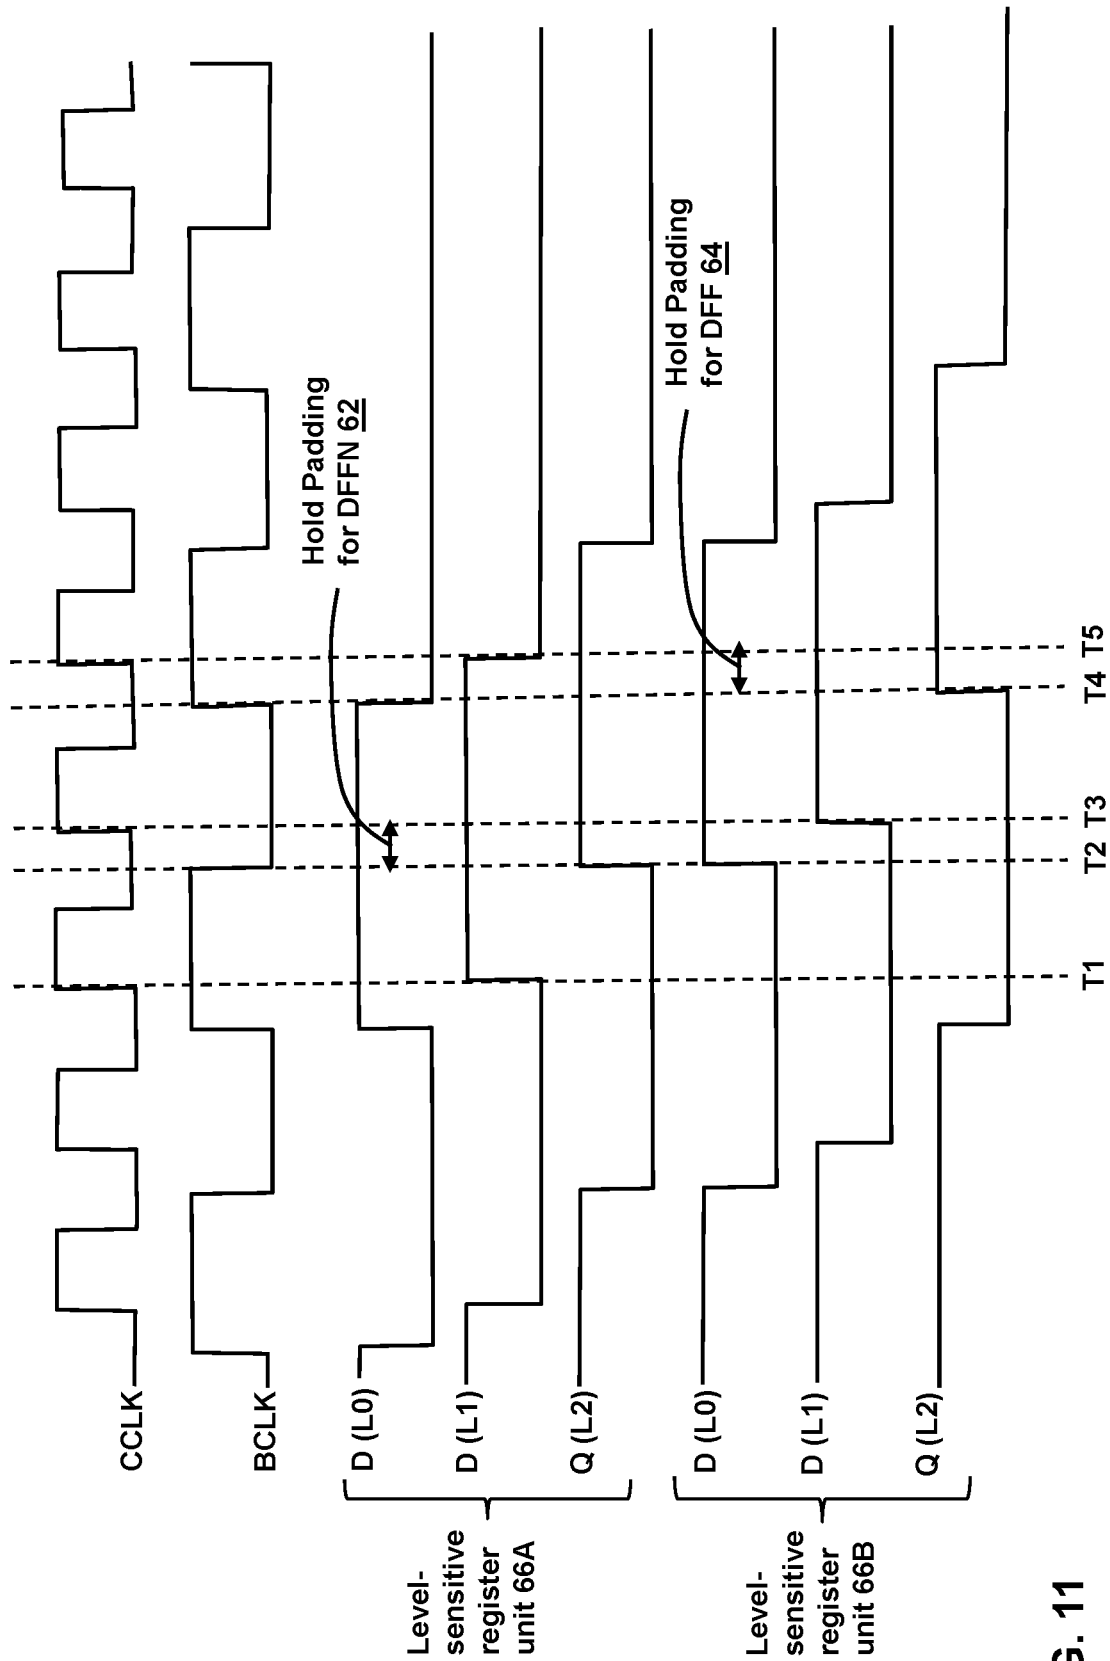 CCLK
BCLK
Hold Padding
for DFFN 62
D (L0)
D (L1)
Q (L2)
Level-
sensitive
register
unit 66A
Hold Padding
for DFF 64
D (L0)
D (L1)
Q (L2)
Level-
sensitive
register
unit 66B
T1
T2
T3
T4
T5
G. 11